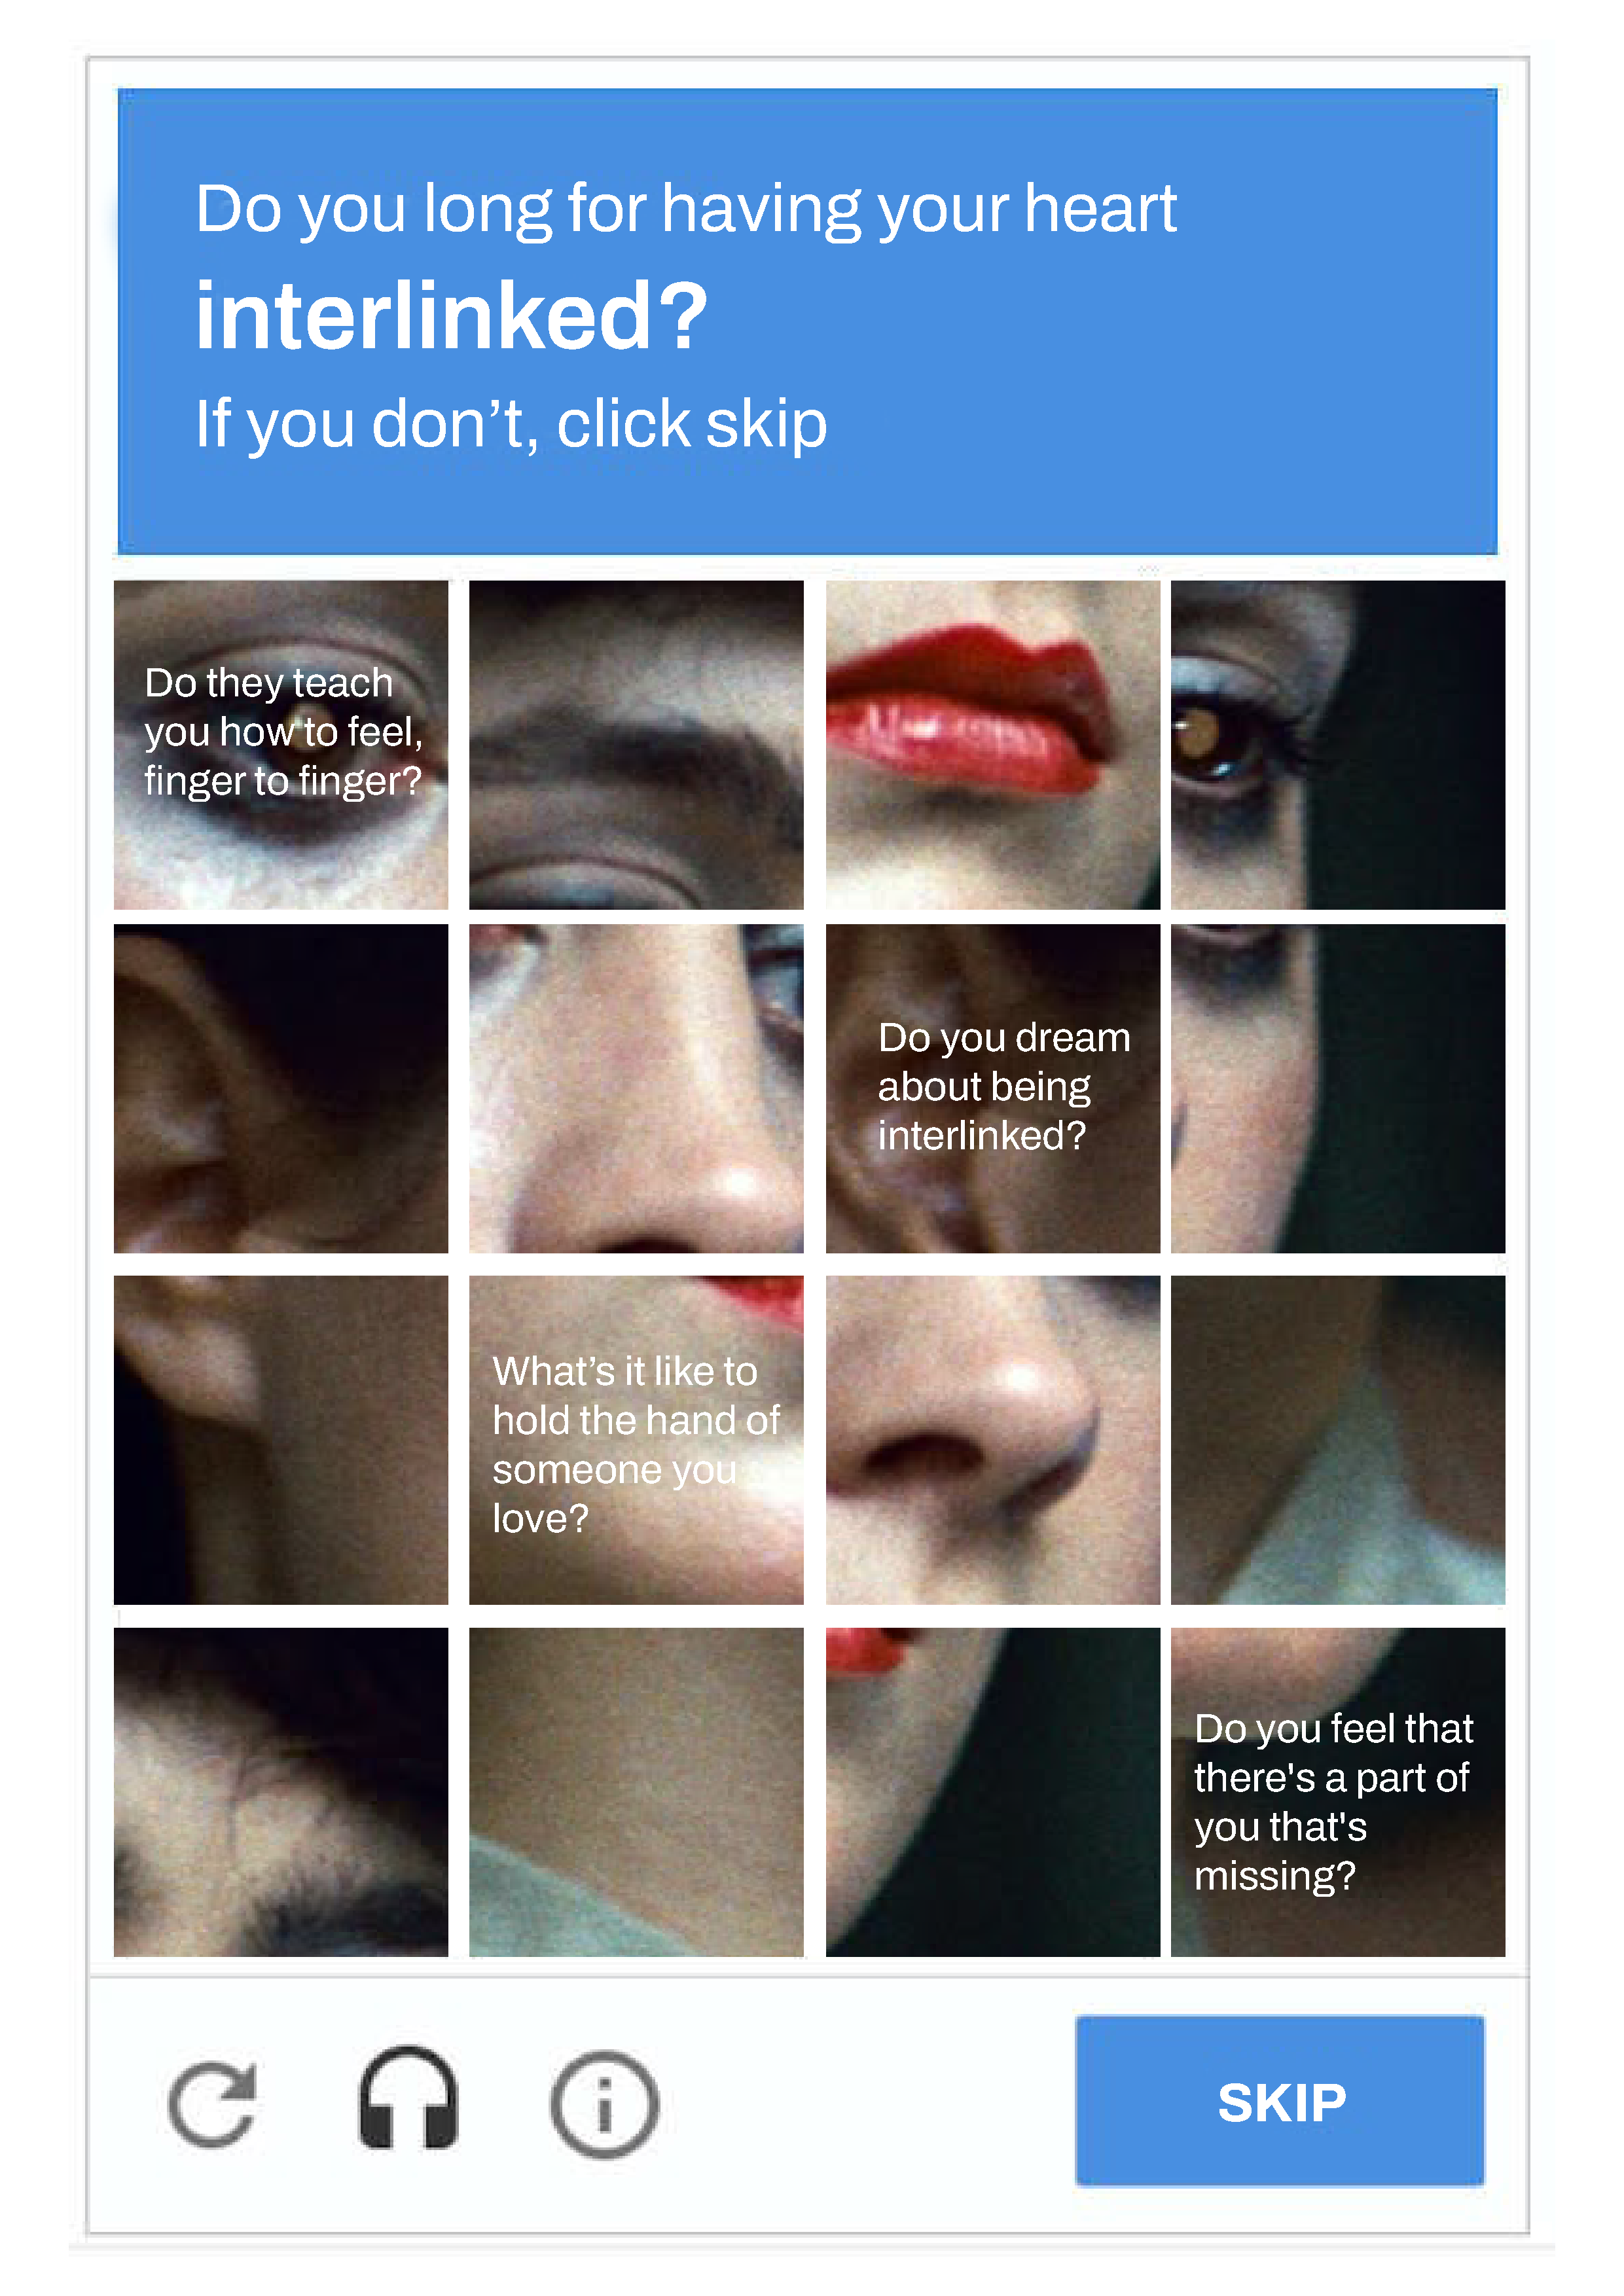 Do you long for having your heart
interlinked?
If you don’t, click skip
Do they teach
you how to feel,
finger to finger?
Do you dream
about being
interlinked?
What’s it like to
hold the hand of
someone you
love?
Do you feel that
there's a part of
you that's
missing?
SKIP